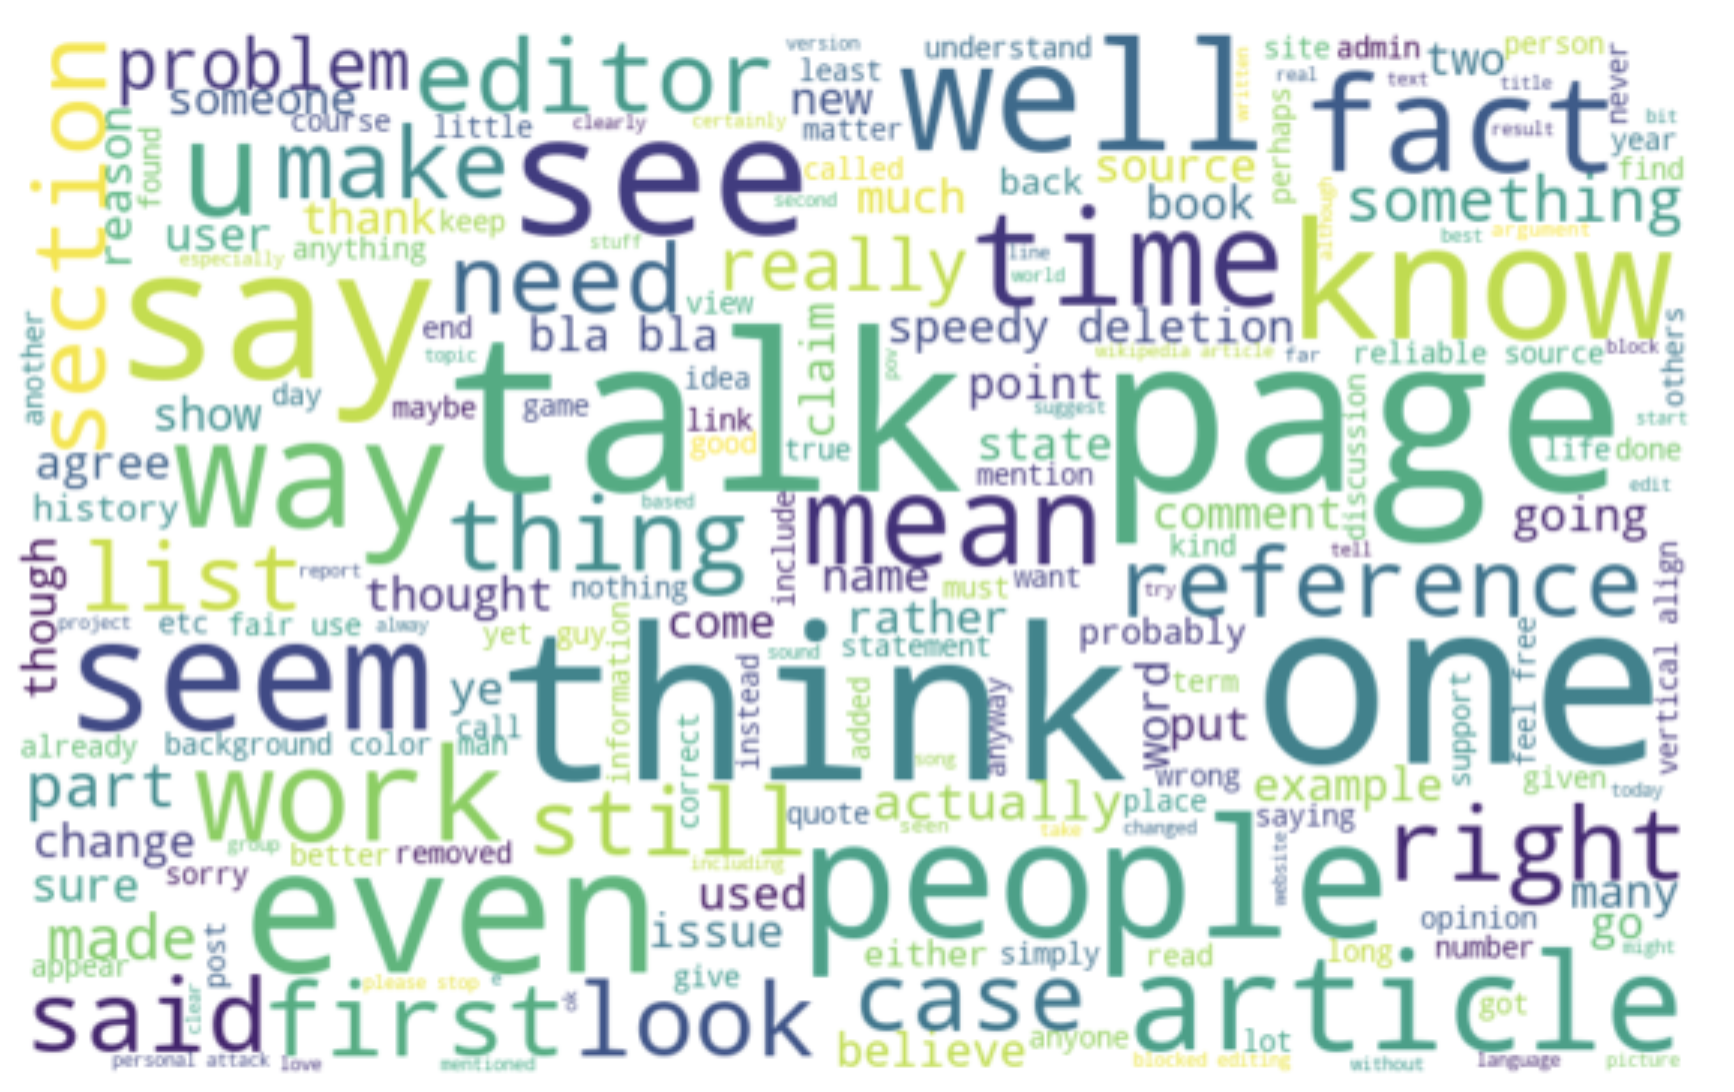 version understand site admin two person
problem editor least well real text title never
someone new written fact
section course little clearly certainly matter result bit
reason found u make see called source perhaps year find
second much back book something
thank keep
user anything stuff although best argument
especially need really time line know
world
say view
another end bla bla claim speedy deletion others
topic talk pov wikipedia article far reliable source block
day idea point page
show maybe game link suggest discussion start
good true state life done
agree way mention
history based mean edit
thing include comment going
kind tell
list report name must want reference
though thought nothing try
project etc fair use alway yet guy come rather probably
information sound statement one
seem think feel free vertical align
ye instead added anyway word term support
call put
already background color man correct
song wrong
part work example given today
still quote actually place
change group seen take changed saying right
better removed including people website
sorry
sure even used many
issue opinion go
made post either simply read long number might
appear
please stop e give
said clear first ok look case article got
believe anyone lot
personal attack love mentioned blocked editing without language picture